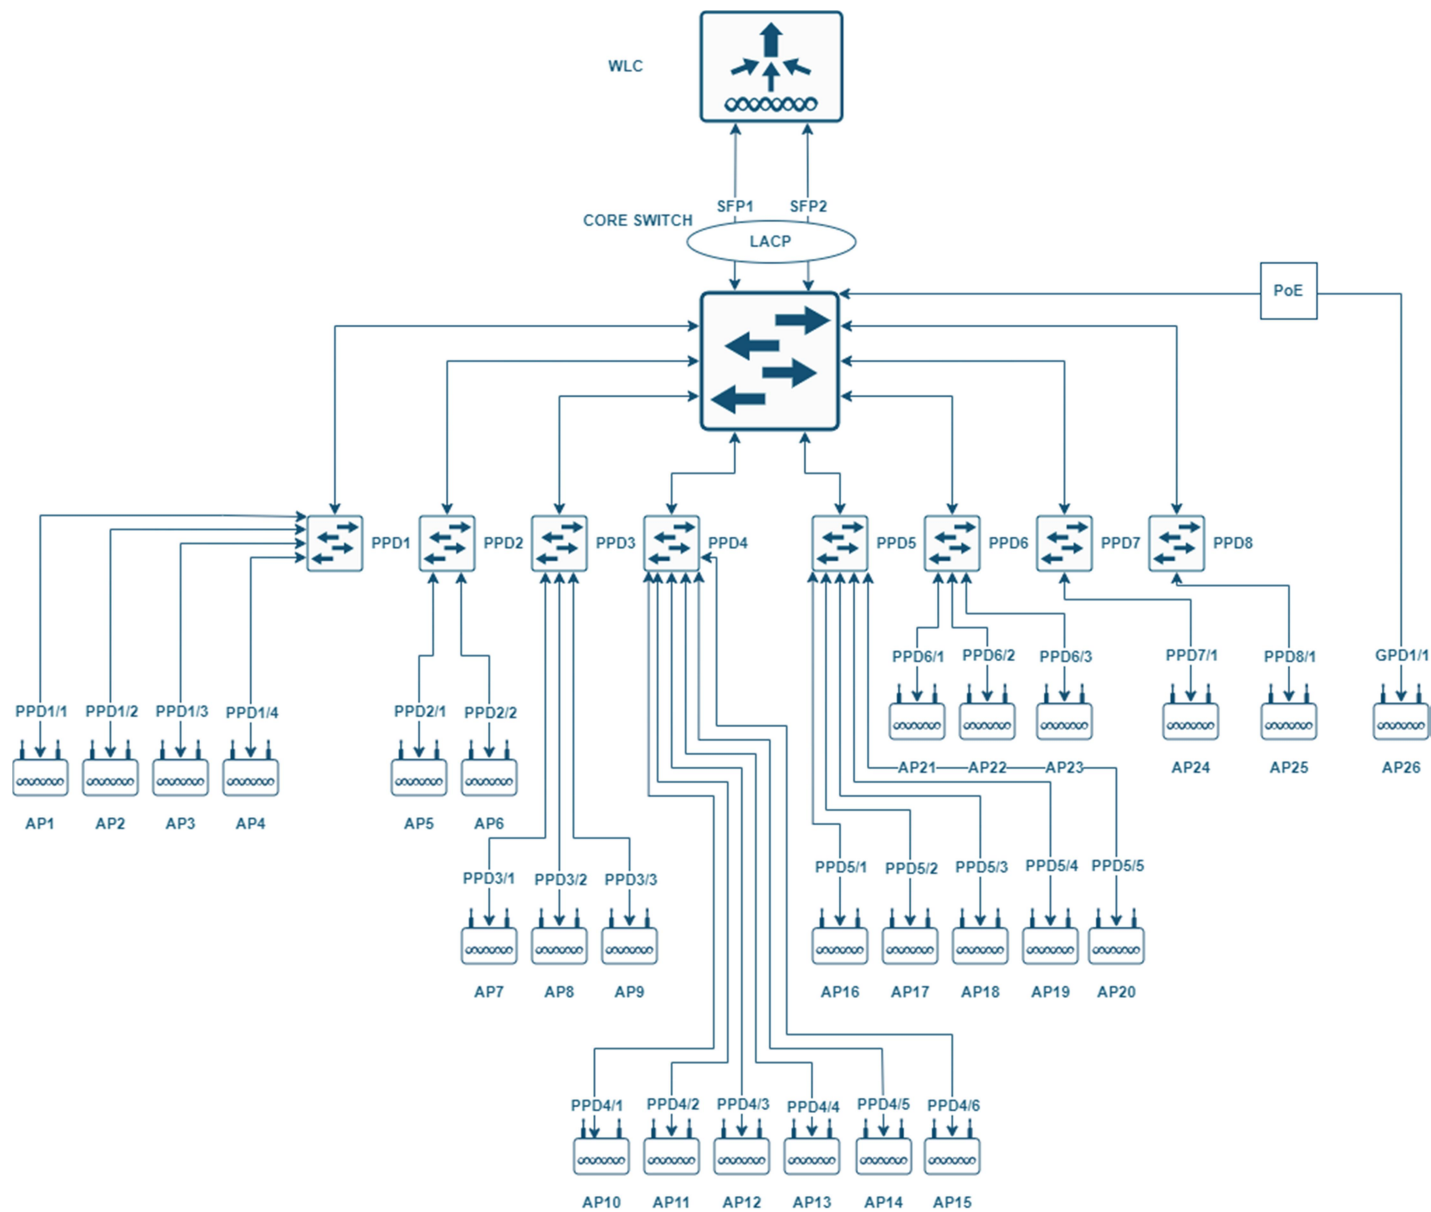 WLC
SFP1 SFP2
CORE SWITCH
LACP
PoE
PPD1 PPD2 PPD3 PPD4 PPD5 PPD6 PPD7 PPD8
PPD6/1 PPD6/2 PPD6/3 PPD7/1 PPD8/1 GPD1/1
PPD1/1 PPD1/2 PPD1/3 PPD1/4 PPD2/1 PPD2/2
AP21 AP22 AP23 AP24 AP25 AP26
AP1 AP2 AP3 AP4 AP5 AP6
PPD5/1 PPD5/2 PPD5/3 PPD5/4 PPD5/5
PPD3/1 PPD3/2 PPD3/3
AP7 AP8 AP9 AP16 AP17 AP18 AP19 AP20
PPD4/1 PPD4/2 PPD4/3 PPD4/4 PPD4/5 PPD4/6
AP10 AP11 AP12 AP13 AP14 AP15